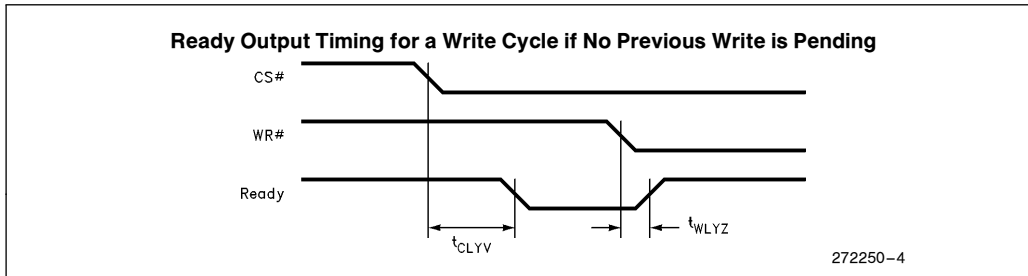 Ready Output Timing for a Write Cycle if No Previous Write is Pending
CS#
WR#
Ready
tCLYV
tWLYZ
272250–4